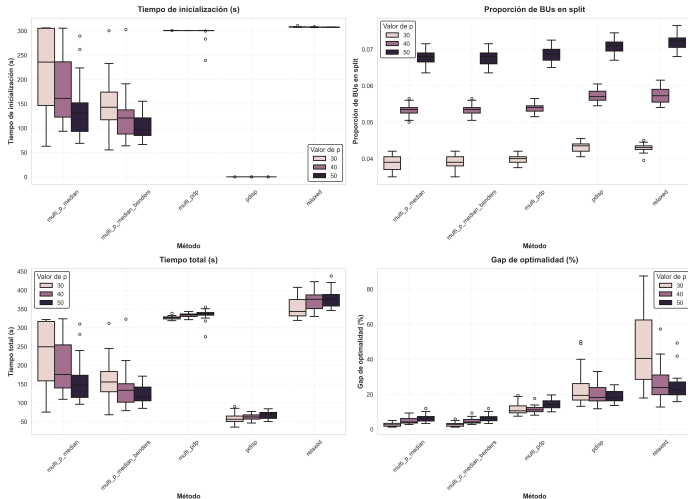 Tiempo de inicialización (s)
Tiempo de inicialización (s)
300
250
200
150
100
50
0
Valor de p
30
40
50
multi_p_median
multi_p_median_benders
multi_pdp
pdisp
relaxed
Método
Proporción de BUs en split
Proporción de BUs en split
0.07
0.06
0.05
0.04
Valor de p
30
40
50
multi_p_median
multi_p_median_benders
multi_pdp
pdisp
relaxed
Método
Tiempo total (s)
Tiempo total (s)
450
400
350
300
250
200
150
100
50
Valor de p
30
40
50
multi_p_median
multi_p_median_benders
multi_pdp
pdisp
relaxed
Método
Gap de optimalidad (%)
Gap de optimalidad (%)
80
60
40
20
0
Valor de p
30
40
50
multi_p_median
multi_p_median_benders
multi_pdp
pdisp
relaxed
Método